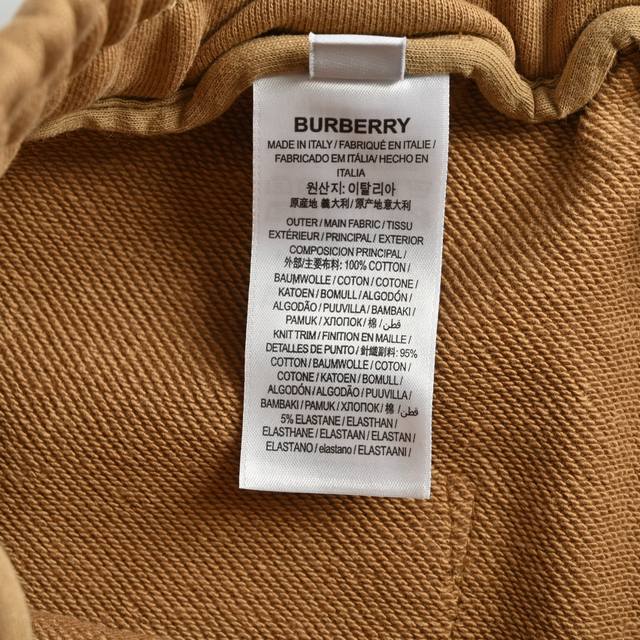 BURBERRY
MADE IN ITALY / FABRIQUÉ EN ITALIE /
FABRICADO EM ITÁLIA/ HECHO EN
ITALIA
원산지: 이탈리아
原産地 義大利 / 原产地意大利
OUTER / MAIN FABRIC / TISSU
EXTÉRIEUR / PRINCIPAL / EXTERIOR
COMPOSICION PRINCIPAL /
外部/主要布料: 100% COTTON /
BAUMWOLLE / COTON / COTONE /
KATOEN / BOMULL / ALGODÓN /
ALGODÃO / PUUVILLA / BAMBAKI /
PAMUK / ХЛОПОК / 棉 / قطن /
KNIT TRIM / FINITION EN MAILLE /
DETALLES DE PUNTO / 針織副料: 95%
COTTON / BAUMWOLLE / COTON /
COTONE / KATOEN / BOMULL /
ALGODÓN / ALGODÃO / PUUVILLA /
BAMBAKI / PAMUK / ХЛОПОК / 棉 / قطن /
5% ELASTANE / ELASTHAN /
ELASTHANE / ELASTAAN / ELASTAN /
ELASTANO / elastano / ELASTAANI /